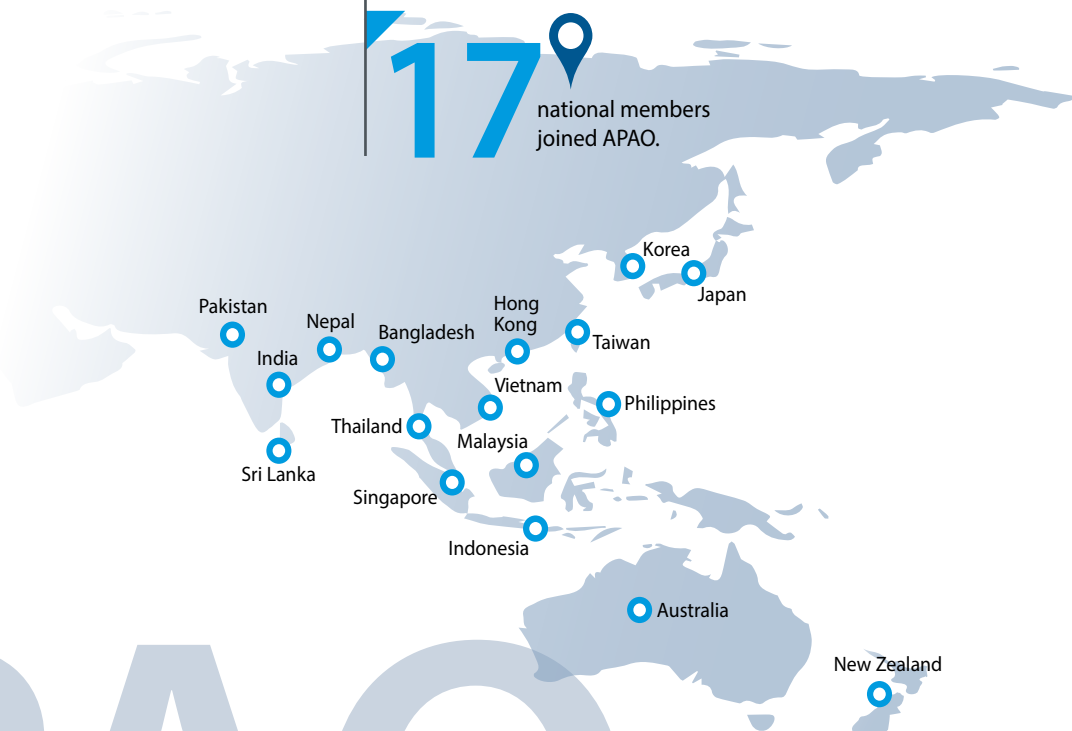 17
national members
joined APAO.
Korea
Japan
Pakistan
Nepal
Bangladesh
Hong
Kong
Taiwan
India
Vietnam
Philippines
Thailand
Malaysia
Sri Lanka
Singapore
Indonesia
Australia
New Zealand
PAO